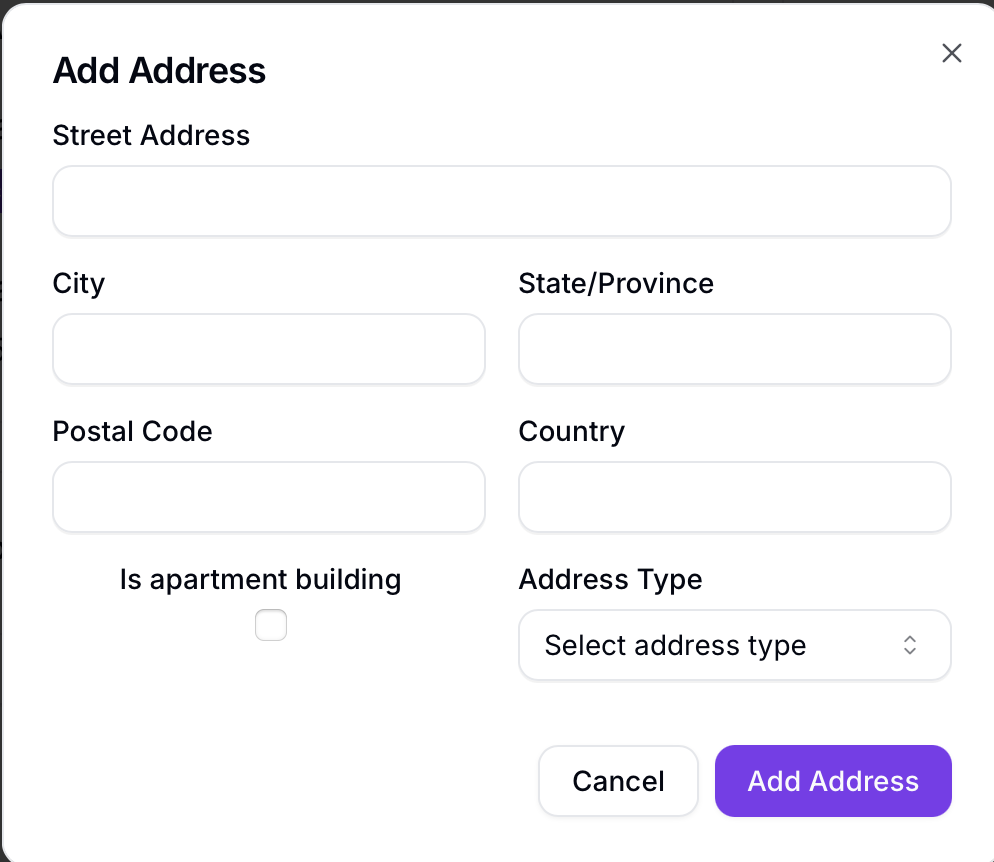 Add Address
Street Address
City
State/Province
Postal Code
Country
Is apartment building
Address Type
Select address type
Cancel
Add Address